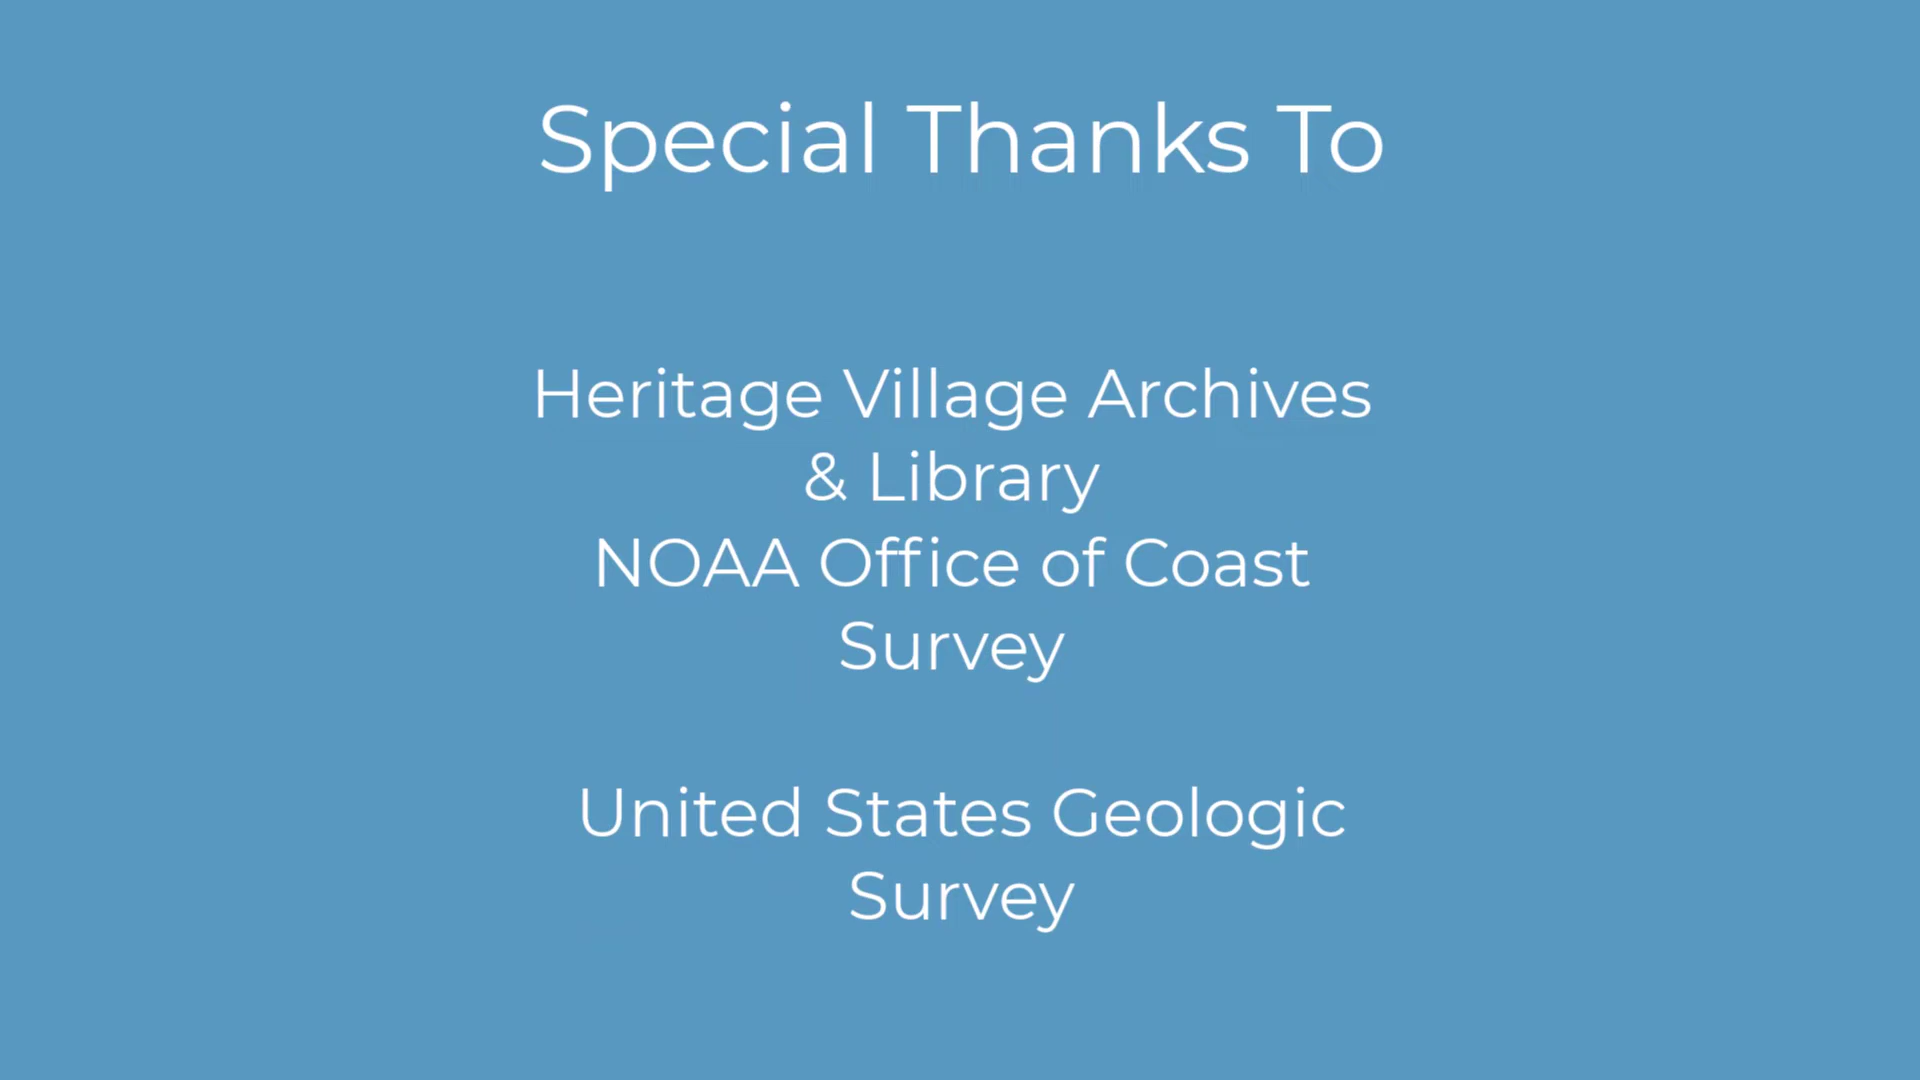 Special Thanks To
Heritage Village Archives
& Library
NOAA Office of Coast
Survey
United States Geologic
Survey